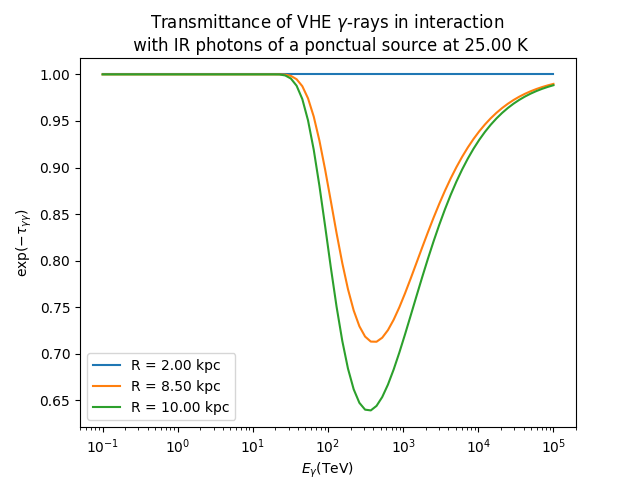 Transmittance of VHE γ-rays in interaction
with IR photons of a ponctual source at 25.00 K
1.00
0.95
0.90
0.85
0.80
0.75
0.70
0.65
exp(−τγγ)
R = 2.00 kpc
R = 8.50 kpc
R = 10.00 kpc
10⁻¹ 10⁰ 10¹ 10² 10³ 10⁴ 10⁵
Eγ(TeV)